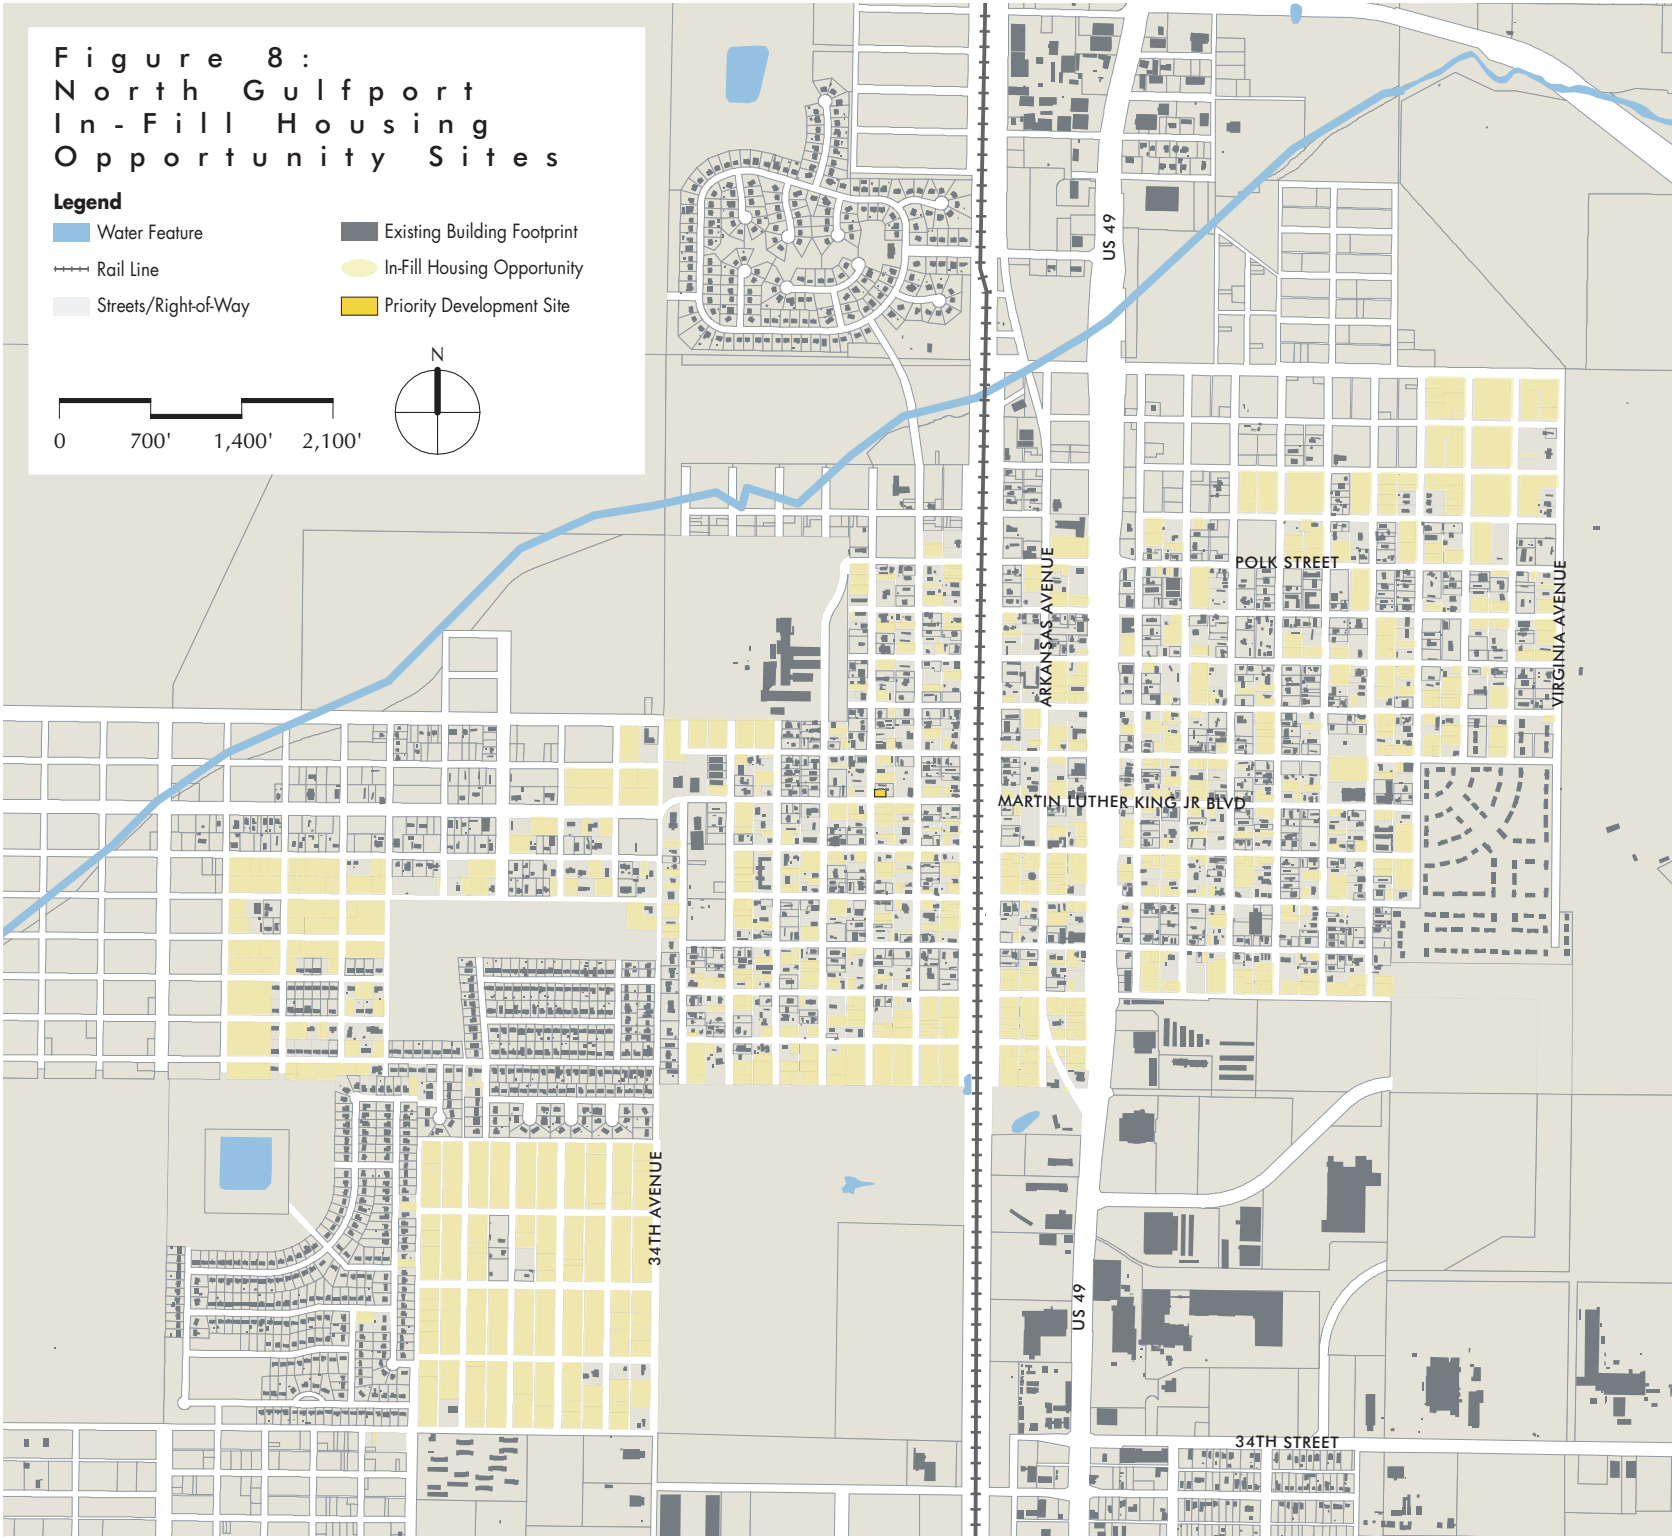 Figure 8:
North Gulfport
In-Fill Housing
Opportunity Sites
Legend
Water Feature
Rail Line
Streets/Right-of-Way
Existing Building Footprint
In-Fill Housing Opportunity
Priority Development Site
N
0 700' 1,400' 2,100'
US 49
POLK STREET
ARKANSAS AVENUE
VIRGINIA AVENUE
MARTIN LUTHER KING JR BLVD
34TH AVENUE
US 49
34TH STREET